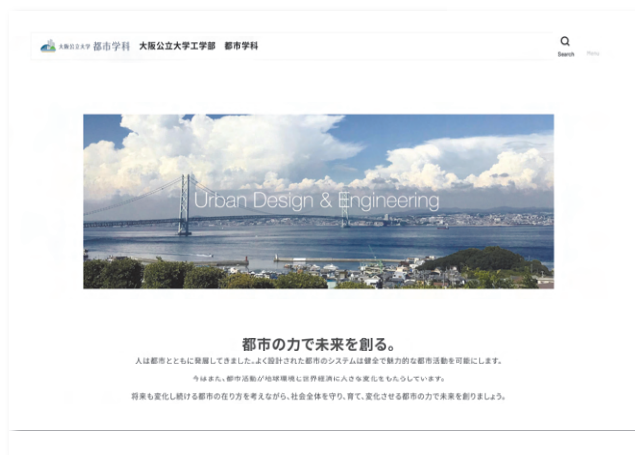 大阪公立大学 都市学科 大阪公立大学工学部 都市学科
Search Menu
Urban Design & Engineering
都市の力で未来を創る。
人は都市とともに発展してきました。よく設計された都市のシステムは健全で魅力的な都市活動を可能にします。
今はまた、都市活動が地球環境と世界経済に大きな変化をもたらしています。
将来も変化し続ける都市の在り方を考えながら、社会全体を守り、育て、変化させる都市の力で未来を創りましょう。